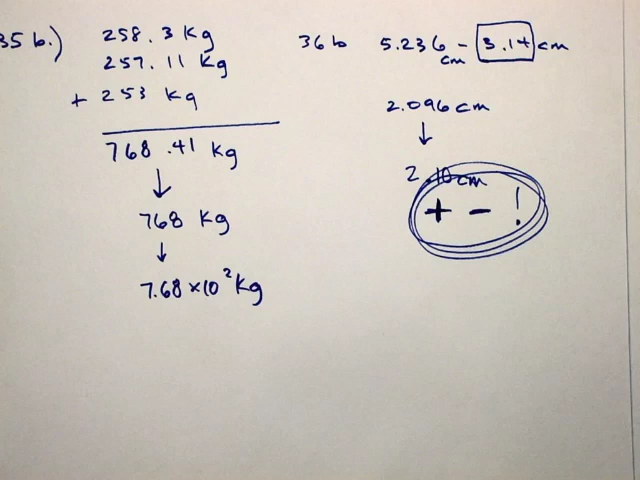 35 b.)
258.3 Kg
257.11 Kg
+ 253 Kg
768.41 Kg
↓
768 Kg
↓
7.68 × 10² Kg
36 b 5.236 cm - 3.14 cm
2.096 cm
↓
2.10 cm
+ - !